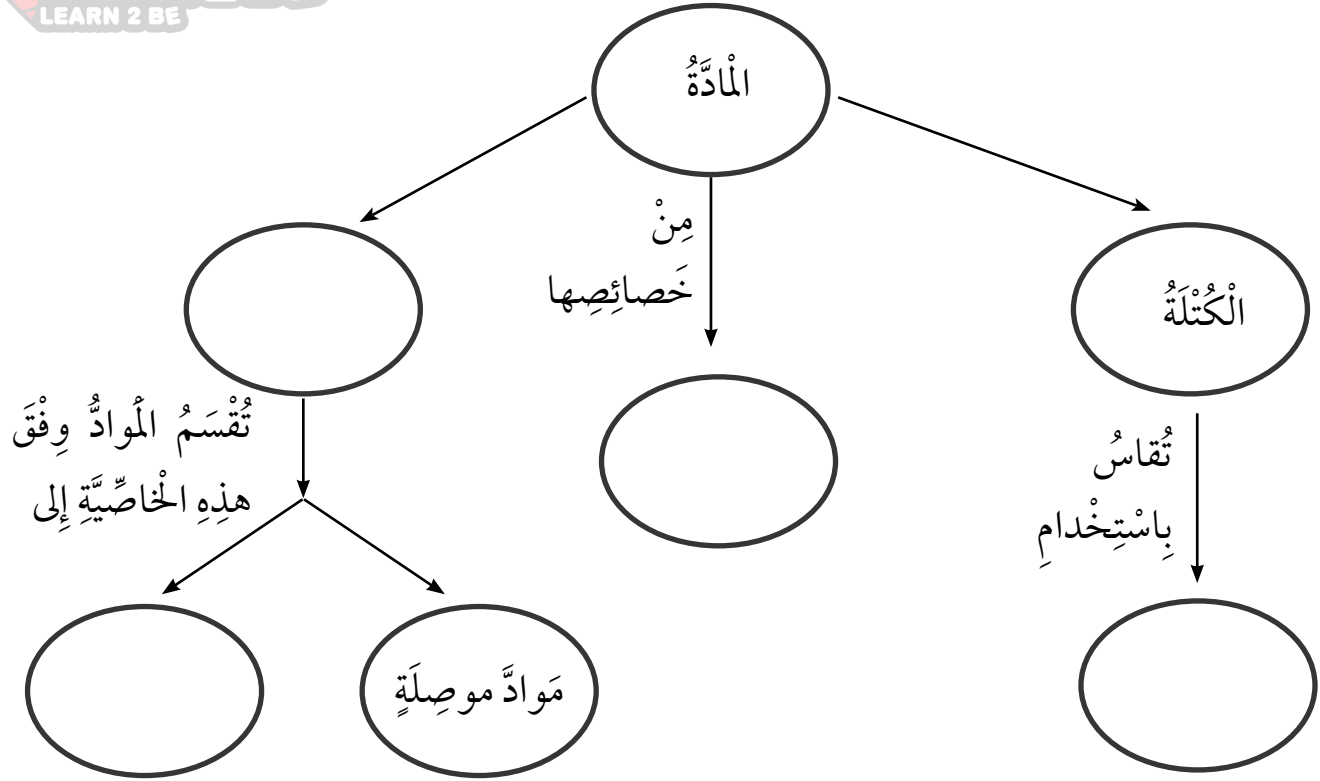 LEARN 2 BE
الْمادَّةُ
مِنْ
خَصائِصِها
الْكُتْلَةُ
تُقاسُ
بِاسْتِخْدامِ
تُقْسَمُ الْمَوادُّ وِفْقَ
هذِهِ الْخاصِّيَّةِ إِلى
مَوادَّ موصِلَةٍ